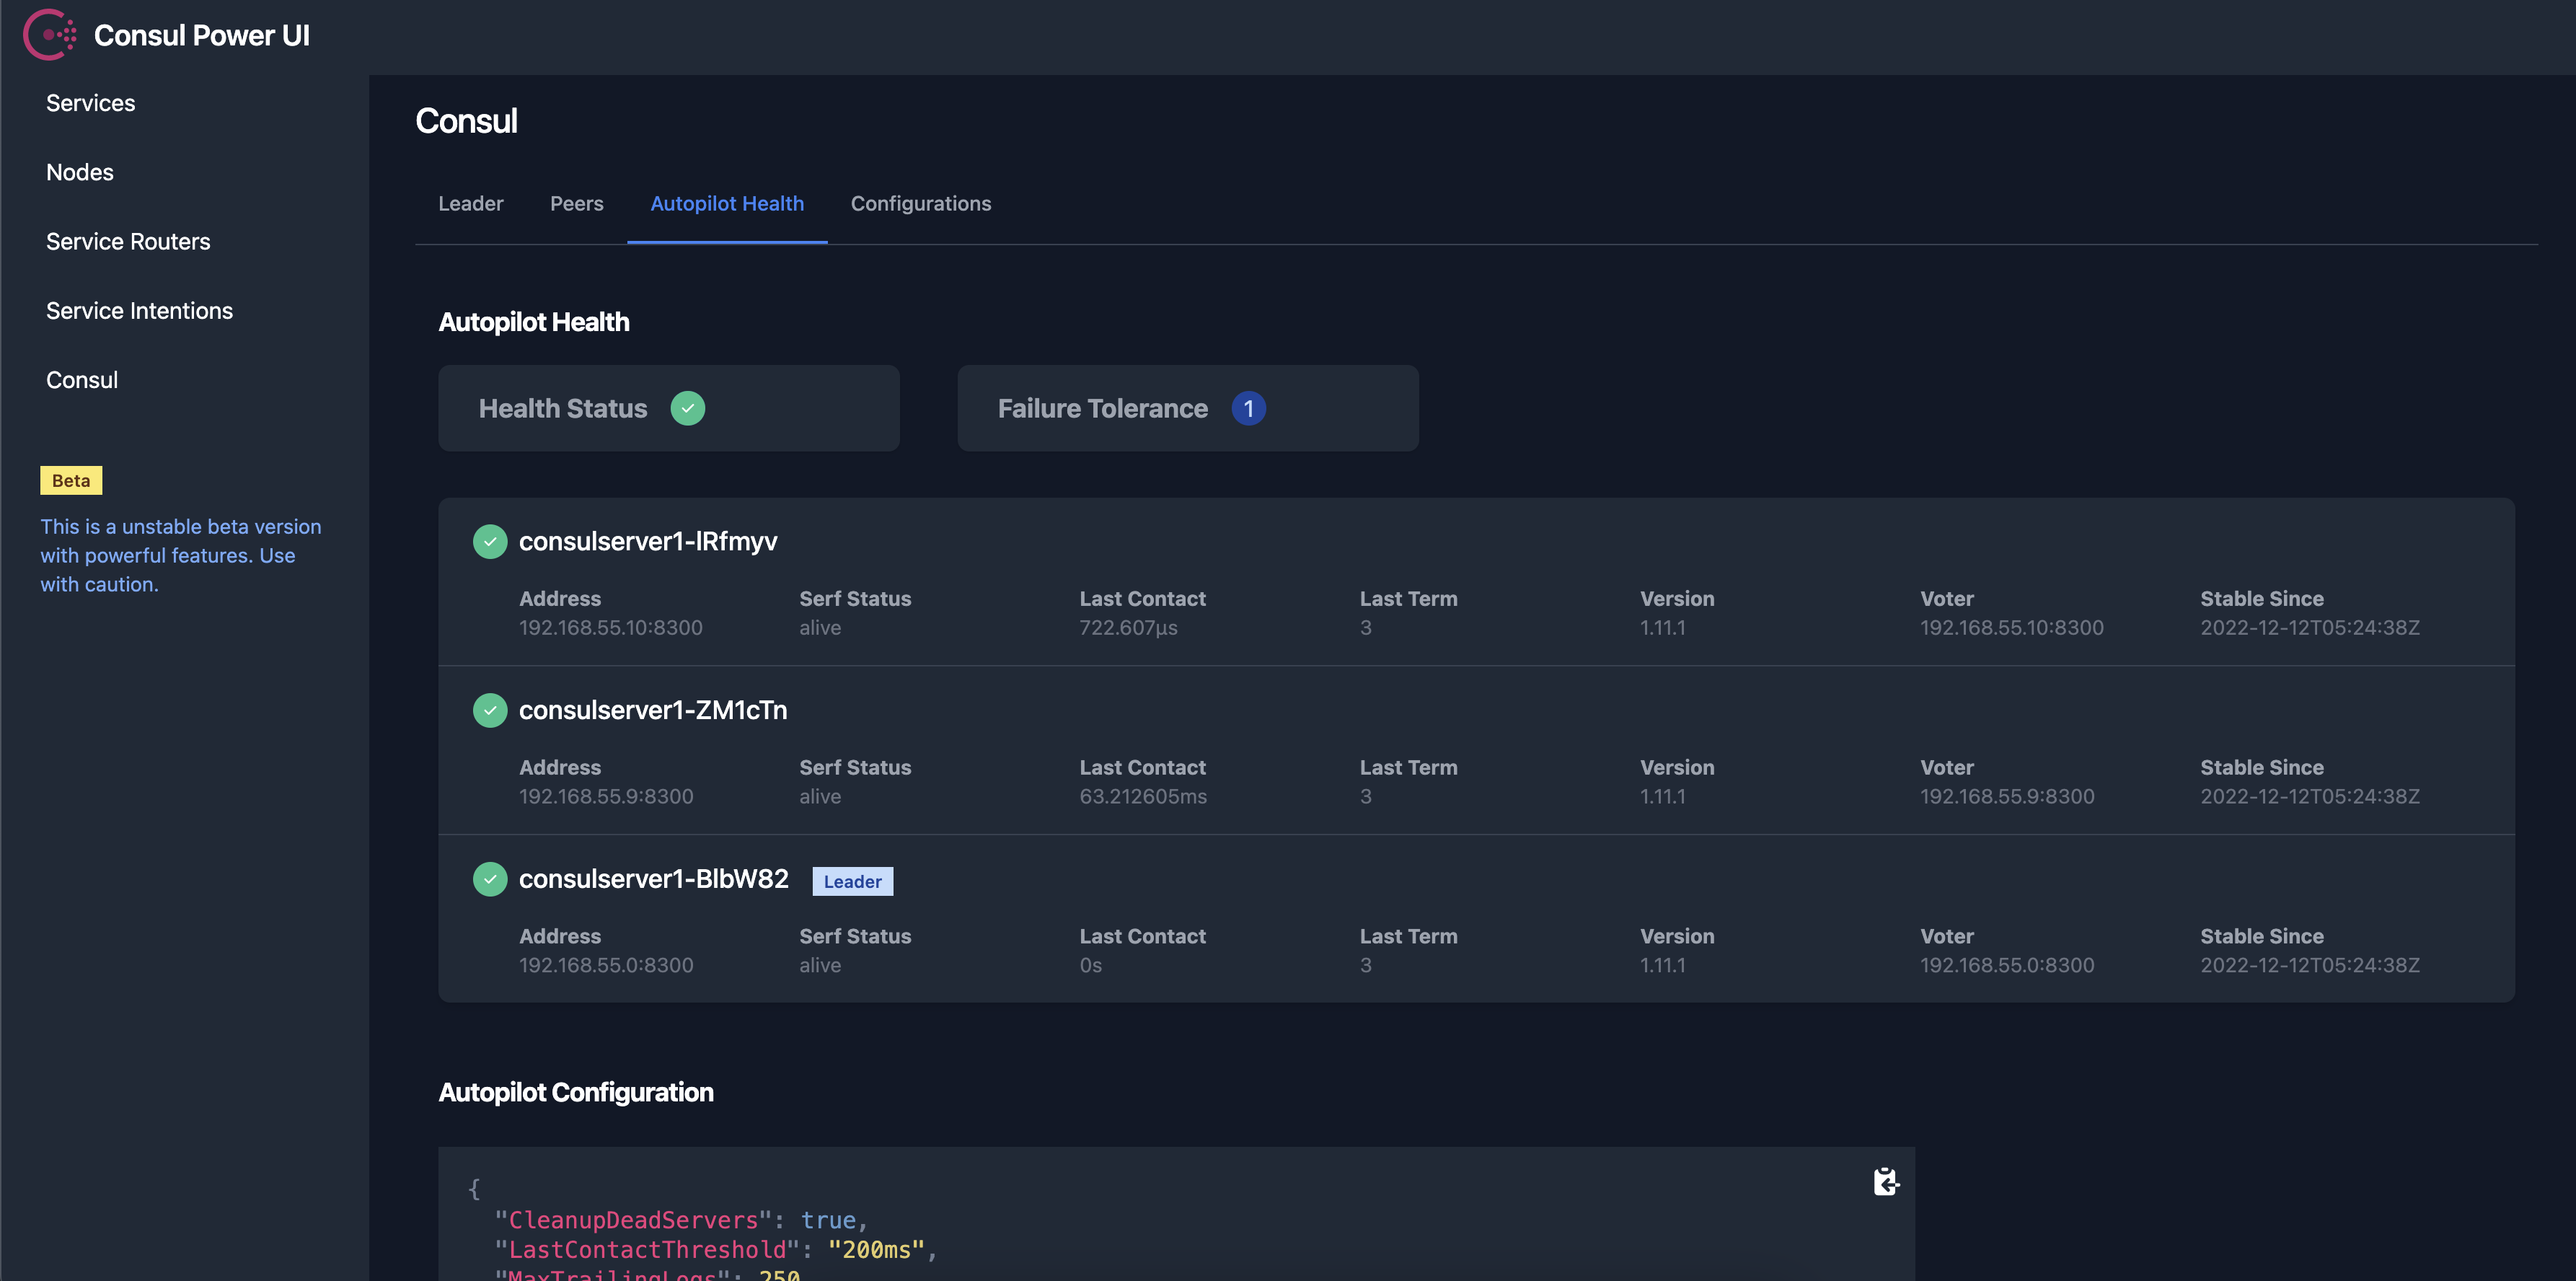 Consul Power UI
Services
Nodes
Service Routers
Service Intentions
Consul
Beta
This is a unstable beta version
with powerful features. Use
with caution.
Consul
Leader Peers Autopilot Health Configurations
Autopilot Health
Health Status
Failure Tolerance 1
consulserver1-lRfmyv
Address Serf Status Last Contact Last Term Version Voter Stable Since
192.168.55.10:8300 alive 722.607µs 3 1.11.1 192.168.55.10:8300 2022-12-12T05:24:38Z
consulserver1-ZM1cTn
Address Serf Status Last Contact Last Term Version Voter Stable Since
192.168.55.9:8300 alive 63.212605ms 3 1.11.1 192.168.55.9:8300 2022-12-12T05:24:38Z
consulserver1-BlbW82 Leader
Address Serf Status Last Contact Last Term Version Voter Stable Since
192.168.55.0:8300 alive 0s 3 1.11.1 192.168.55.0:8300 2022-12-12T05:24:38Z
Autopilot Configuration
{
"CleanupDeadServers": true,
"LastContactThreshold": "200ms",
"MaxTrailingLogs": 250